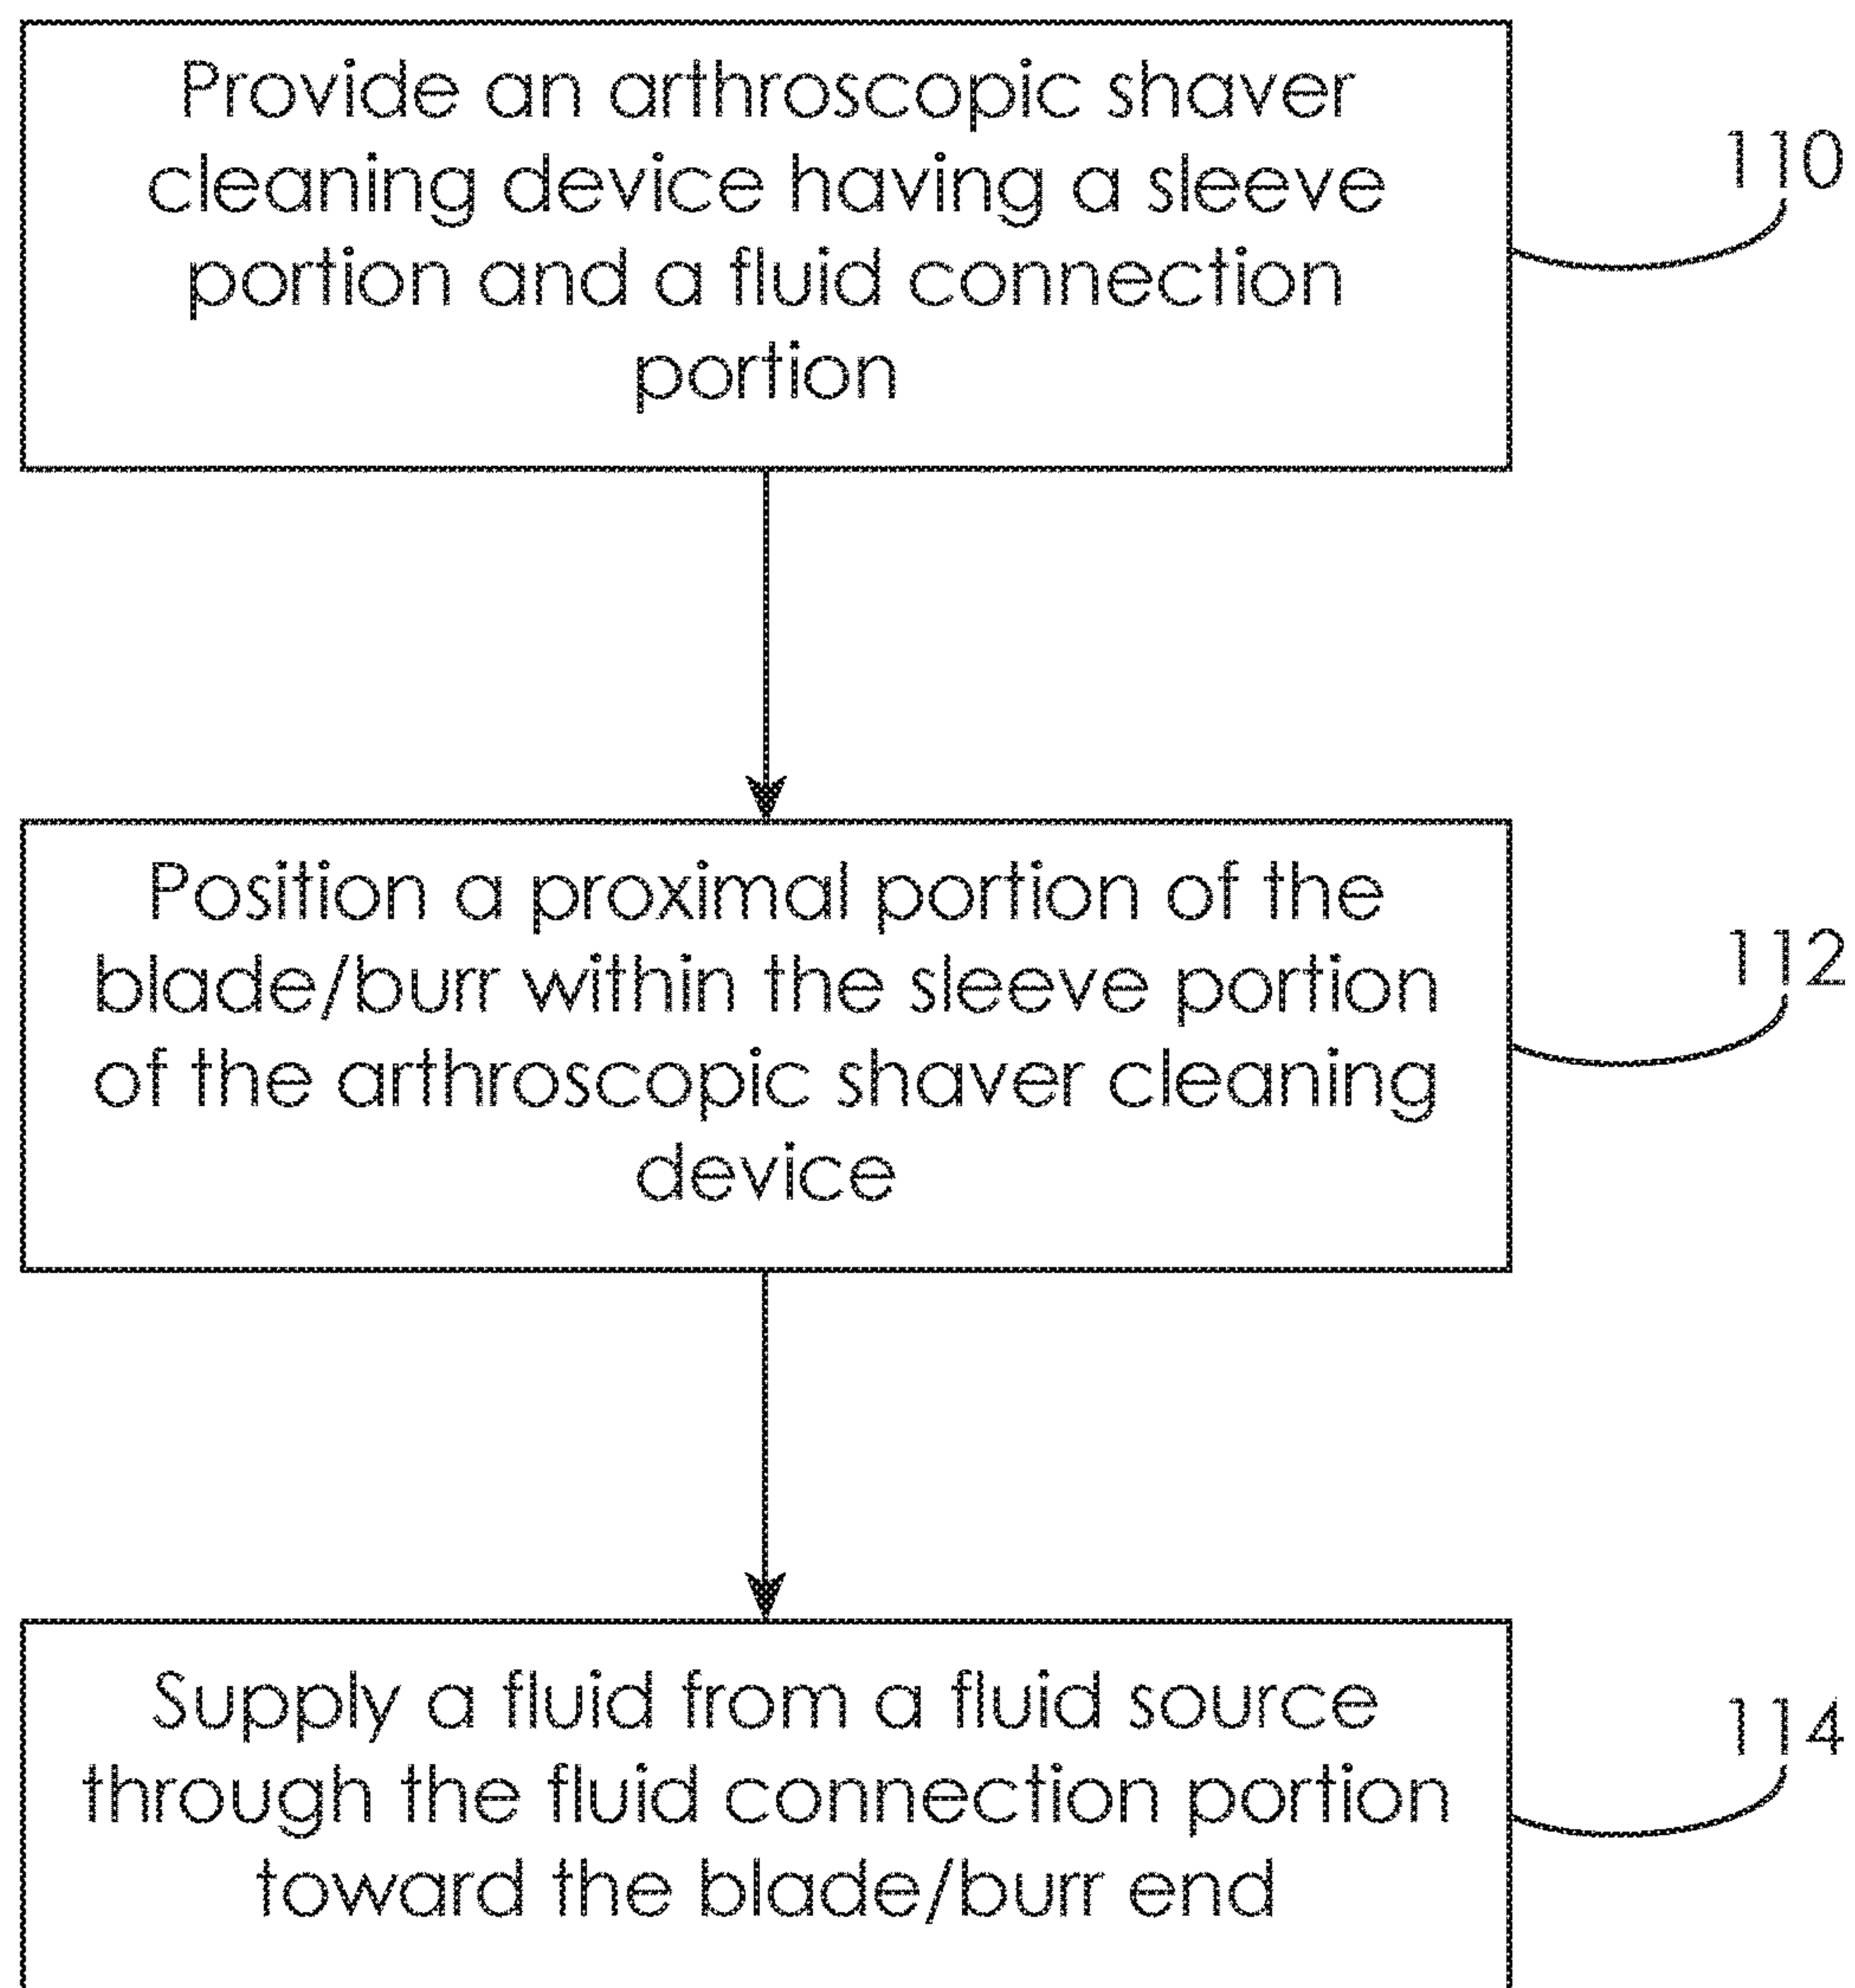 Provide an arthroscopic shaver
cleaning device having a sleeve
portion and a fluid connection
portion
110
Position a proximal portion of the
blade/burr within the sleeve portion
of the arthroscopic shaver cleaning
device
112
Supply a fluid from a fluid source
through the fluid connection portion
toward the blade/burr end
114